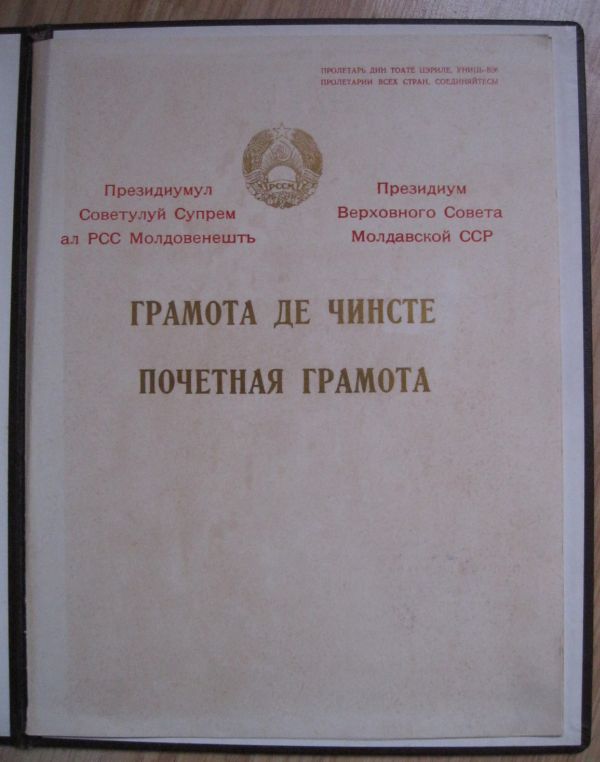 ПРОЛЕТАРЬ ДИН ТОАТЕ ЦЭРИЛЕ, УНИЦЬ-ВЭ!
ПРОЛЕТАРИИ ВСЕХ СТРАН, СОЕДИНЯЙТЕСЬ!
РССМ
Президиумул
Советулуй Супрем
ал РСС Молдовенешть
Президиум
Верховного Совета
Молдавской ССР
ГРАМОТА ДЕ ЧИНСТЕ
ПОЧЕТНАЯ ГРАМОТА